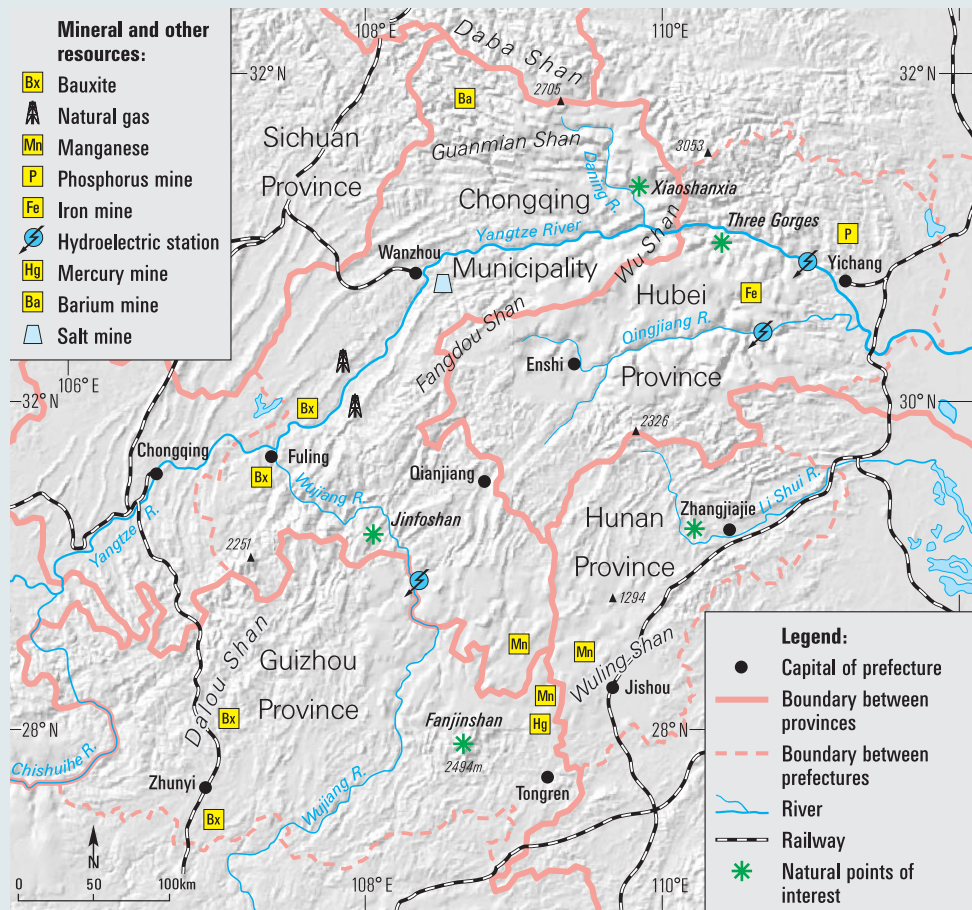 Mineral and other
resources:
Bx Bauxite
Natural gas
Mn Manganese
P Phosphorus mine
Fe Iron mine
Hydroelectric station
Hg Mercury mine
Ba Barium mine
Salt mine
108°E
110°E
32°N
32°N
Daba Shan
2705
Ba
Sichuan
Province
Guanmian Shan
3053
Daning R.
Xiaoshanxia
Chongqing
Municipality
Three Gorges
Yangtze River
Wu Shan
P
Wanzhou
Yichang
Hubei
Province
Fe
Qingjiang R.
Fangdou Shan
Enshi
106°E
32°N
30°N
Bx
2326
Chongqing
Fuling
Bx
Qianjiang
Wujiang R.
Zhangjiajie
Li Shui R.
Hunan
Province
Jinfoshan
Yangtze R.
2251
1294
Mn
Mn
Dalou Shan
Guizhou
Province
Wuling Shan
Jishou
Mn
Hg
Bx
Fanjinshan
2494m
28°N
28°N
Chishuihe R.
Zhunyi
Tongren
Wujiang R.
Bx
N
0 50 100km
108°E
110°E
Legend:
Capital of prefecture
Boundary between
provinces
Boundary between
prefectures
River
Railway
Natural points of
interest